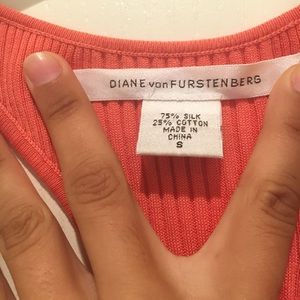 DIANE von FURSTENBERG
75% SILK
25% COTTON
MADE IN
CHINA
S